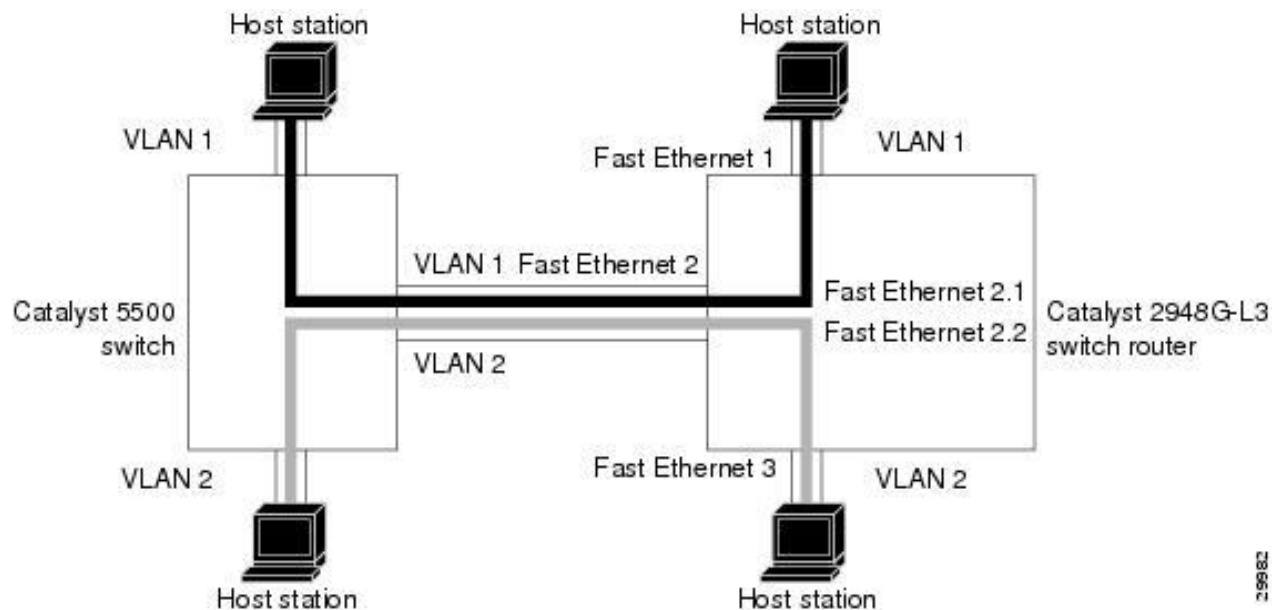 Host station
Host station
VLAN 1
Fast Ethernet 1
VLAN 1
VLAN 1 Fast Ethernet 2
Fast Ethernet 2.1
Catalyst 5500
switch
Fast Ethernet 2.2
Catalyst 2948G-L3
switch router
VLAN 2
VLAN 2
Fast Ethernet 3
VLAN 2
Host station
Host station
29982